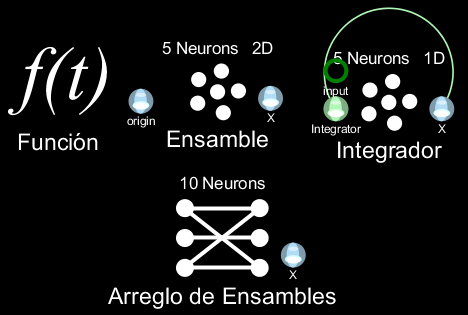 f(t)
origin
Función
5 Neurons 2D
X
Ensamble
5 Neurons 1D
input
Integrator
X
Integrador
10 Neurons
X
Arreglo de Ensambles